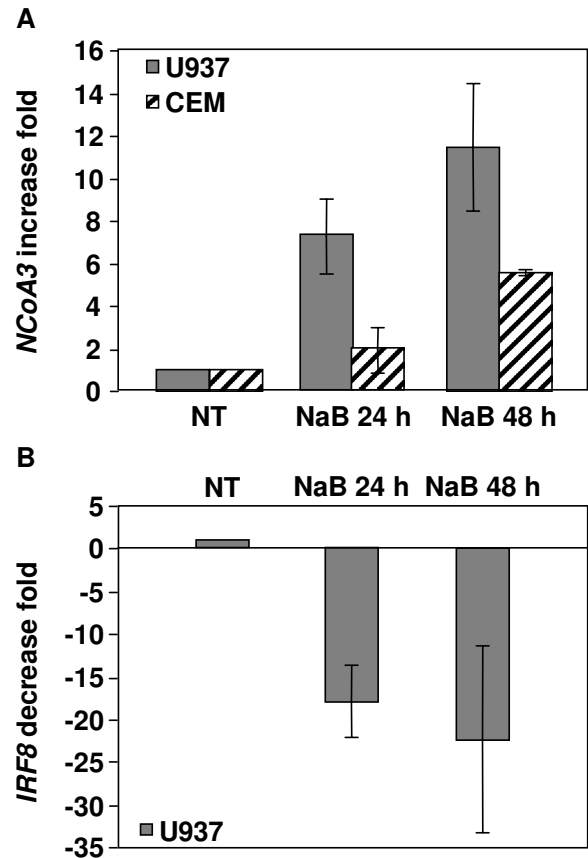 A
16
14
12
10
8
6
4
2
0
NCoA3 increase fold
U937
CEM
NT NaB 24 h NaB 48 h
B
NT NaB 24 h NaB 48 h
5
0
-5
-10
-15
-20
-25
-30
-35
IRF8 decrease fold
U937